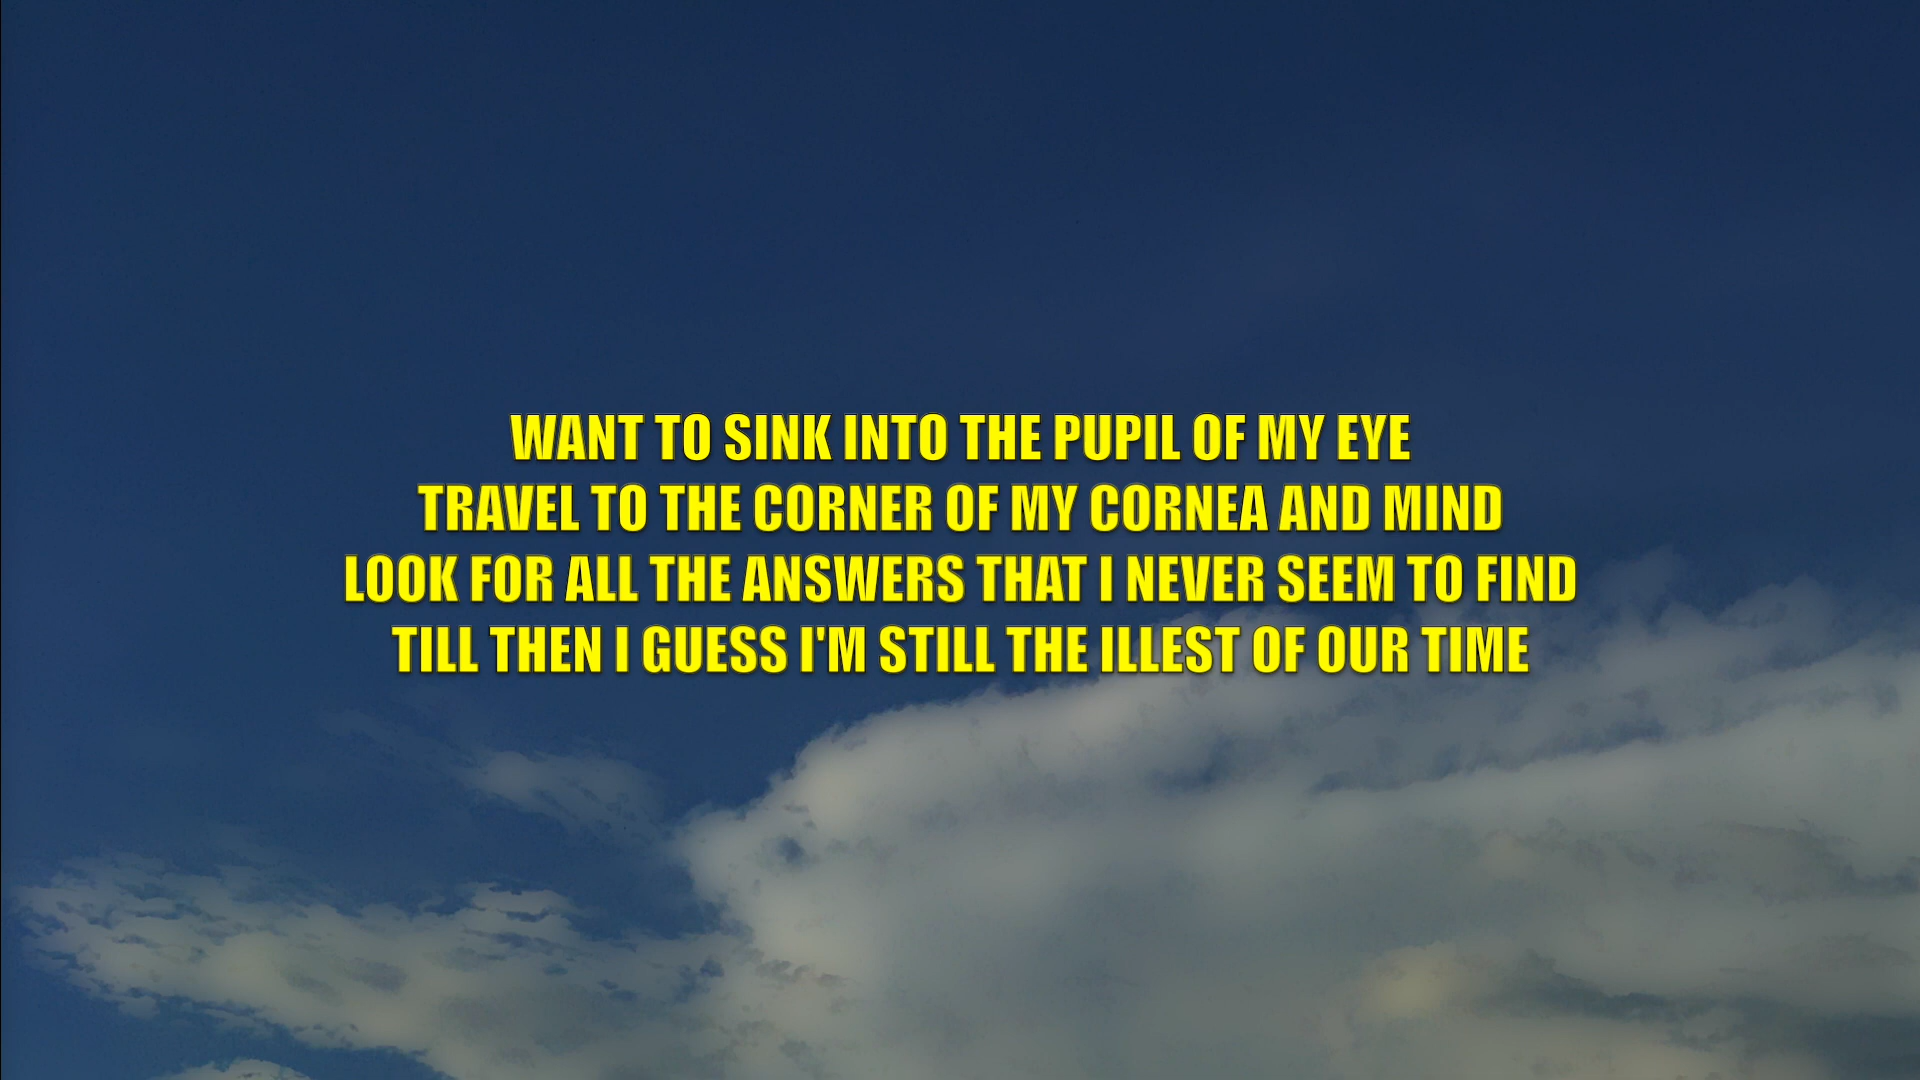 WANT TO SINK INTO THE PUPIL OF MY EYE
TRAVEL TO THE CORNER OF MY CORNEA AND MIND
LOOK FOR ALL THE ANSWERS THAT I NEVER SEEM TO FIND
TILL THEN I GUESS I'M STILL THE ILLEST OF OUR TIME